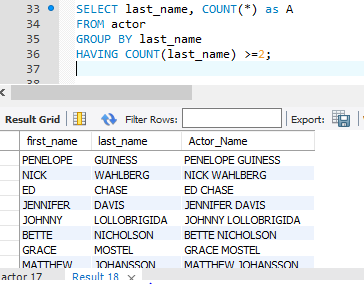 33 SELECT last_name, COUNT(*) as A
34 FROM actor
35 GROUP BY last_name
36 HAVING COUNT(last_name) >=2;
37
Result Grid Filter Rows: Export:
first_name last_name Actor_Name
PENELOPE GUINESS PENELOPE GUINESS
NICK WAHLBERG NICK WAHLBERG
ED CHASE ED CHASE
JENNIFER DAVIS JENNIFER DAVIS
JOHNNY LOLLOBRIGIDA JOHNNY LOLLOBRIGIDA
BETTE NICHOLSON BETTE NICHOLSON
GRACE MOSTEL GRACE MOSTEL
MATTHEW JOHANSSON MATTHEW JOHANSSON
actor 17 Result 18 ×